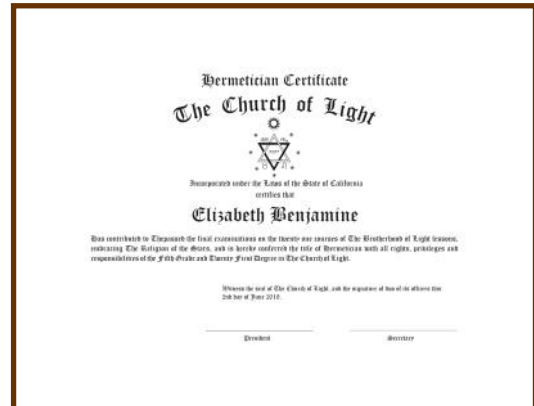 Hermetician Certificate
The Church of Light
Incorporated under the Laws of the State of California
certifies that
Elizabeth Benjamine
Has contributed to Thepassed the final examinations on the twenty one courses of The Brotherhood of Light lessons,
embracing The Religion of the Stars, and is hereto conferred the title of Hermetician with all rights, privileges and
responsibilities of the Fifth Grade and Twenty First Degree in The Church of Light.
Witness the seal of The Church of Light, and the signature of two of its officers this
2nd day of June 2010.
President Secretary